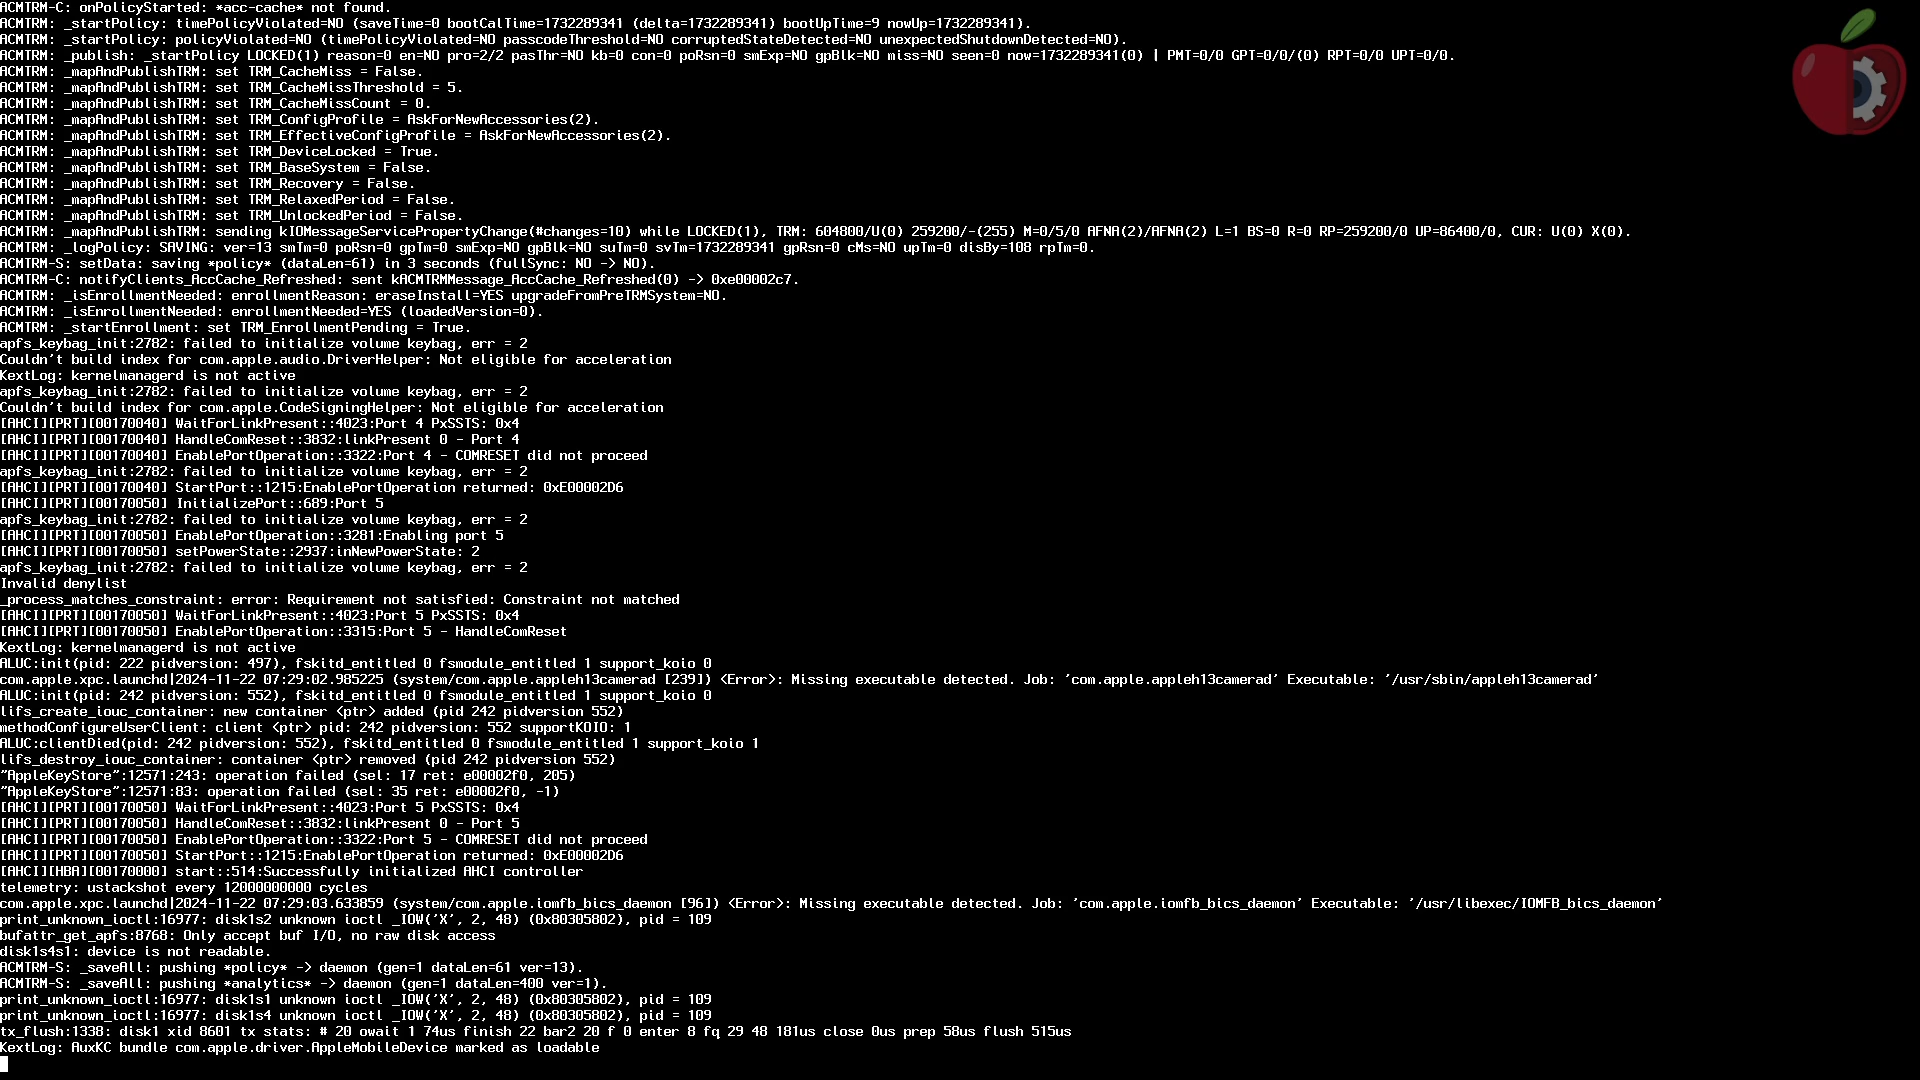 ACMTRM-C: onPolicyStarted: *acc-cache* not found.
ACMTRM: _startPolicy: timePolicyViolated=NO (saveTime=0 bootCalTime=1732289341 (delta=1732289341) bootUpTime=9 nowUp=1732289341).
ACMTRM: _startPolicy: policyViolated=NO (timePolicyViolated=NO passcodeThreshold=NO corruptedStateDetected=NO unexpectedShutdownDetected=NO).
ACMTRM: _publish: _startPolicy LOCKED(1) reason=0 en=NO pro=2/2 pasThr=NO kb=0 con=0 poRsn=0 smExp=NO gpBlk=NO miss=NO seen=0 now=1732289341(0) | PMT=0/0 GPT=0/0/(0) RPT=0/0 UPT=0/0.
ACMTRM: _mapAndPublishTRM: set TRM_CacheMiss = False.
ACMTRM: _mapAndPublishTRM: set TRM_CacheMissThreshold = 5.
ACMTRM: _mapAndPublishTRM: set TRM_CacheMissCount = 0.
ACMTRM: _mapAndPublishTRM: set TRM_ConfigProfile = AskForNewAccessories(2).
ACMTRM: _mapAndPublishTRM: set TRM_EffectiveConfigProfile = AskForNewAccessories(2).
ACMTRM: _mapAndPublishTRM: set TRM_DeviceLocked = True.
ACMTRM: _mapAndPublishTRM: set TRM_BaseSystem = False.
ACMTRM: _mapAndPublishTRM: set TRM_Recovery = False.
ACMTRM: _mapAndPublishTRM: set TRM_RelaxedPeriod = False.
ACMTRM: _mapAndPublishTRM: set TRM_UnlockedPeriod = False.
ACMTRM: _mapAndPublishTRM: sending kIOMessageServicePropertyChange(#changes=10) while LOCKED(1), TRM: 604800/U(0) 259200/-(255) M=0/5/0 AFNA(2)/AFNA(2) L=1 BS=0 R=0 RP=259200/0 UP=86400/0, CUR: U(0) X(0).
ACMTRM: _logPolicy: SAVING: ver=13 smTm=0 poRsn=0 gpTm=0 smExp=NO gpBlk=NO suTm=0 svTm=1732289341 gpRsn=0 cMs=NO upTm=0 disBy=108 rpTm=0.
ACMTRM-S: setData: saving *policy* (dataLen=61) in 3 seconds (fullSync: NO -> NO).
ACMTRM-C: notifyClients_AccCache_Refreshed: sent kACMTRMMessage_AccCache_Refreshed(0) -> 0xe00002c7.
ACMTRM: _isEnrollmentNeeded: enrollmentReason: eraseInstall=YES upgradeFromPreTRMSystem=NO.
ACMTRM: _isEnrollmentNeeded: enrollmentNeeded=YES (loadedVersion=0).
ACMTRM: _startEnrollment: set TRM_EnrollmentPending = True.
apfs_keybag_init:2782: failed to initialize volume keybag, err = 2
Couldn't build index for com.apple.audio.DriverHelper: Not eligible for acceleration
KextLog: kernelmanagerd is not active
apfs_keybag_init:2782: failed to initialize volume keybag, err = 2
Couldn't build index for com.apple.CodeSigningHelper: Not eligible for acceleration
[AHCI][PRT][00170040] WaitForLinkPresent::4023:Port 4 PxSSTS: 0x4
[AHCI][PRT][00170040] HandleComReset::3832:linkPresent 0 - Port 4
[AHCI][PRT][00170040] EnablePortOperation::3322:Port 4 - COMRESET did not proceed
apfs_keybag_init:2782: failed to initialize volume keybag, err = 2
[AHCI][PRT][00170040] StartPort::1215:EnablePortOperation returned: 0xE00002D6
[AHCI][PRT][00170050] InitializePort::689:Port 5
apfs_keybag_init:2782: failed to initialize volume keybag, err = 2
[AHCI][PRT][00170050] EnablePortOperation::3281:Enabling port 5
[AHCI][PRT][00170050] setPowerState::2937:inNewPowerState: 2
apfs_keybag_init:2782: failed to initialize volume keybag, err = 2
Invalid denylist
_process_matches_constraint: error: Requirement not satisfied: Constraint not matched
[AHCI][PRT][00170050] WaitForLinkPresent::4023:Port 5 PxSSTS: 0x4
[AHCI][PRT][00170050] EnablePortOperation::3315:Port 5 - HandleComReset
KextLog: kernelmanagerd is not active
ALUC:init(pid: 222 pidversion: 497), fskitd_entitled 0 fsmodule_entitled 1 support_koio 0
com.apple.xpc.launchd|2024-11-22 07:29:02.985225 (system/com.apple.appleh13camerad [239]) <Error>: Missing executable detected. Job: 'com.apple.appleh13camerad' Executable: '/usr/sbin/appleh13camerad'
ALUC:init(pid: 242 pidversion: 552), fskitd_entitled 0 fsmodule_entitled 1 support_koio 0
lifs_create_iouc_container: new container <ptr> added (pid 242 pidversion 552)
methodConfigureUserClient: client <ptr> pid: 242 pidversion: 552 supportKOIO: 1
ALUC:clientDied(pid: 242 pidversion: 552), fskitd_entitled 0 fsmodule_entitled 1 support_koio 1
lifs_destroy_iouc_container: container <ptr> removed (pid 242 pidversion 552)
"AppleKeyStore":12571:243: operation failed (sel: 17 ret: e00002f0, 205)
"AppleKeyStore":12571:83: operation failed (sel: 35 ret: e00002f0, -1)
[AHCI][PRT][00170050] WaitForLinkPresent::4023:Port 5 PxSSTS: 0x4
[AHCI][PRT][00170050] HandleComReset::3832:linkPresent 0 - Port 5
[AHCI][PRT][00170050] EnablePortOperation::3322:Port 5 - COMRESET did not proceed
[AHCI][PRT][00170050] StartPort::1215:EnablePortOperation returned: 0xE00002D6
[AHCI][HBA][00170000] start::514:Successfully initialized AHCI controller
telemetry: ustackshot every 12000000000 cycles
com.apple.xpc.launchd|2024-11-22 07:29:03.633859 (system/com.apple.iomfb_bics_daemon [96]) <Error>: Missing executable detected. Job: 'com.apple.iomfb_bics_daemon' Executable: '/usr/libexec/IOMFB_bics_daemon'
print_unknown_ioctl:16977: disk1s2 unknown ioctl _IOW('X', 2, 48) (0x80305802), pid = 109
bufattr_get_apfs:8768: Only accept buf I/O, no raw disk access
disk1s4s1: device is not readable.
ACMTRM-S: _saveAll: pushing *policy* -> daemon (gen=1 dataLen=61 ver=13).
ACMTRM-S: _saveAll: pushing *analytics* -> daemon (gen=1 dataLen=400 ver=1).
print_unknown_ioctl:16977: disk1s1 unknown ioctl _IOW('X', 2, 48) (0x80305802), pid = 109
print_unknown_ioctl:16977: disk1s4 unknown ioctl _IOW('X', 2, 48) (0x80305802), pid = 109
tx_flush:1338: disk1 xid 8601 tx stats: # 20 owait 1 74us finish 22 bar2 20 f 0 enter 8 fq 29 48 181us close 0us prep 58us flush 515us
KextLog: AuxKC bundle com.apple.driver.AppleMobileDevice marked as loadable